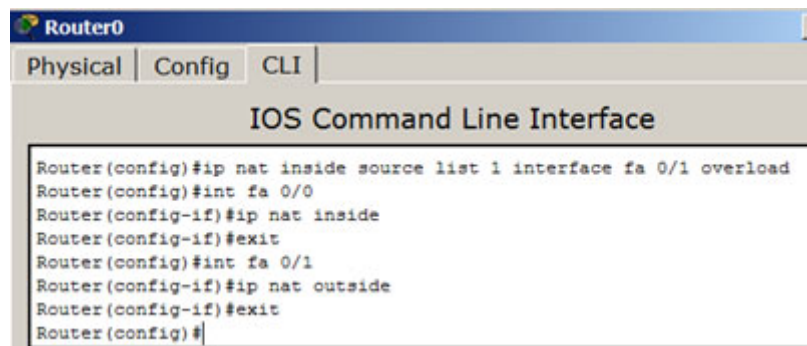 Router0
Physical Config CLI
IOS Command Line Interface
Router(config)#ip nat inside source list 1 interface fa 0/1 overload
Router(config)#int fa 0/0
Router(config-if)#ip nat inside
Router(config-if)#exit
Router(config)#int fa 0/1
Router(config-if)#ip nat outside
Router(config-if)#exit
Router(config)#